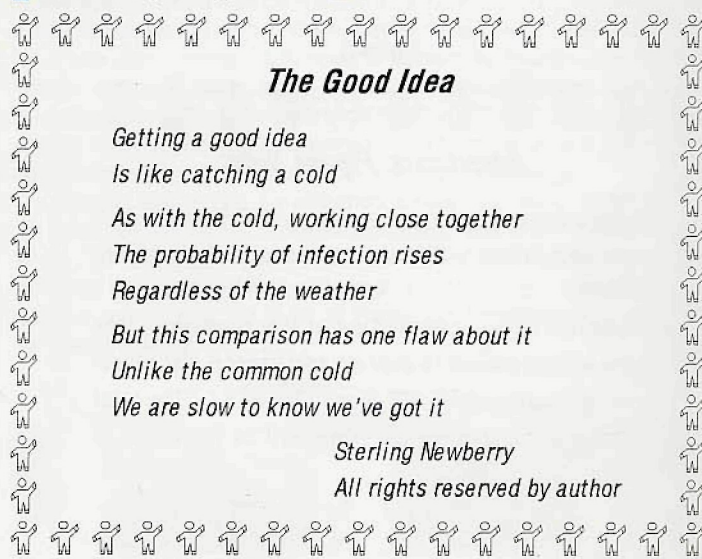 The Good Idea
Getting a good idea
Is like catching a cold
As with the cold, working close together
The probability of infection rises
Regardless of the weather
But this comparison has one flaw about it
Unlike the common cold
We are slow to know we've got it
Sterling Newberry
All rights reserved by author